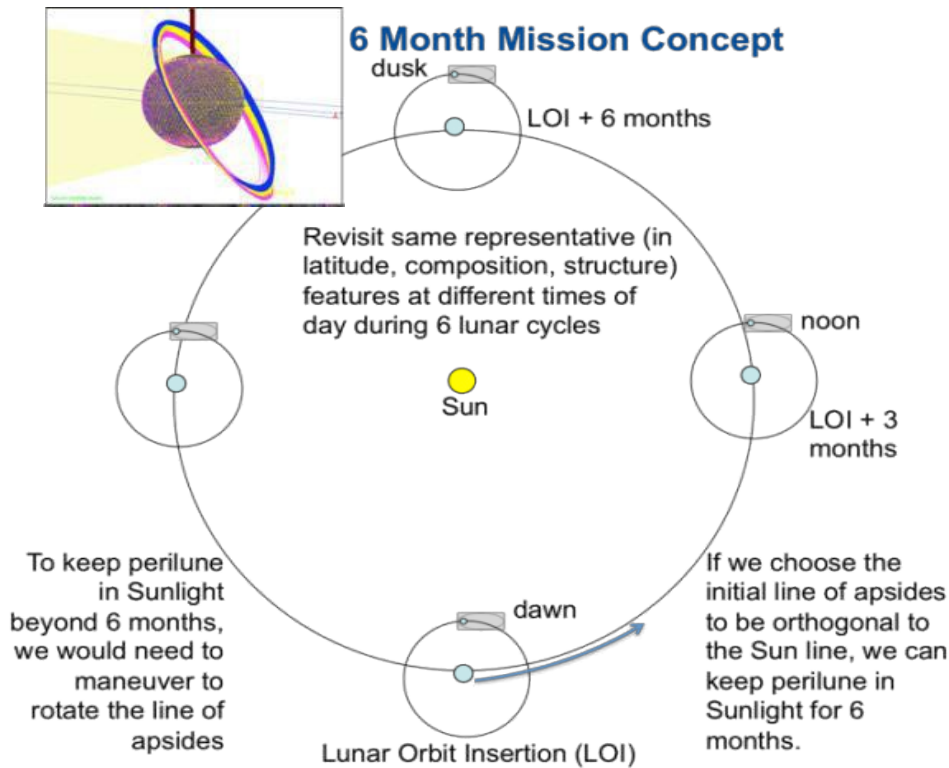 6 Month Mission Concept
dusk
LOI + 6 months
Revisit same representative (in
latitude, composition, structure)
features at different times of
day during 6 lunar cycles
noon
Sun
LOI + 3
months
To keep perilune
in Sunlight
beyond 6 months,
we would need to
maneuver to
rotate the line of
apsides
dawn
If we choose the
initial line of apsides
to be orthogonal to
the Sun line, we can
keep perilune in
Sunlight for 6
months.
Lunar Orbit Insertion (LOI)